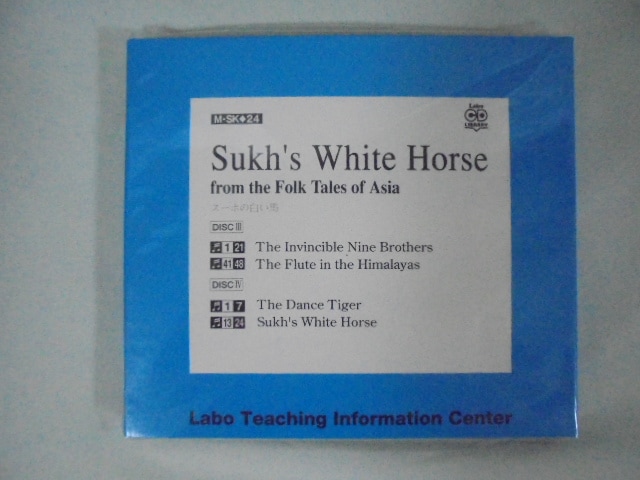 M-SK◆24
Labo
CD
LIBRARY
Sukh's White Horse
from the Folk Tales of Asia
スーホの白い馬
DISC III
1 21 The Invincible Nine Brothers
41 48 The Flute in the Himalayas
DISC IV
1 7 The Dance Tiger
13 24 Sukh's White Horse
Labo Teaching Information Center